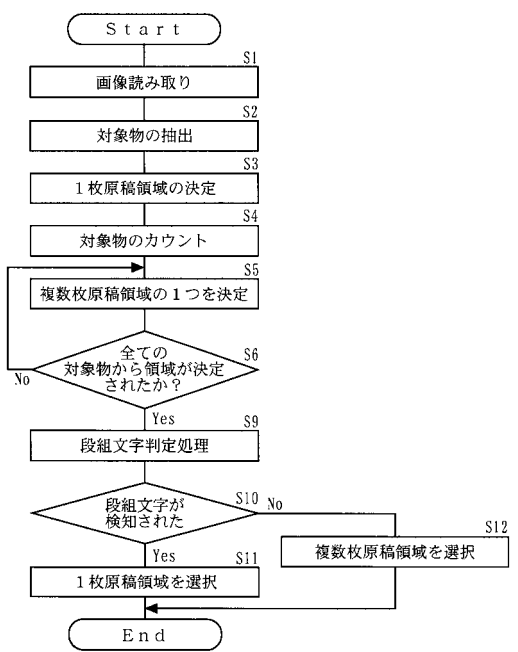 Start
S1
画像読み取り
S2
対象物の抽出
S3
1枚原稿領域の決定
S4
対象物のカウント
S5
複数枚原稿領域の1つを決定
全ての
対象物から領域が決定
されたか?
S6
No
Yes
S9
段組文字判定処理
段組文字が
検知された
S10
No
Yes
S11
1枚原稿領域を選択
S12
複数枚原稿領域を選択
End